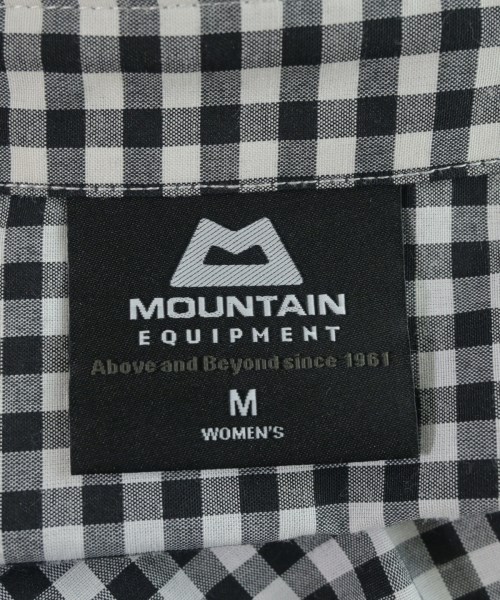 MOUNTAIN
EQUIPMENT
Above and Beyond since 1961
M
WOMEN'S